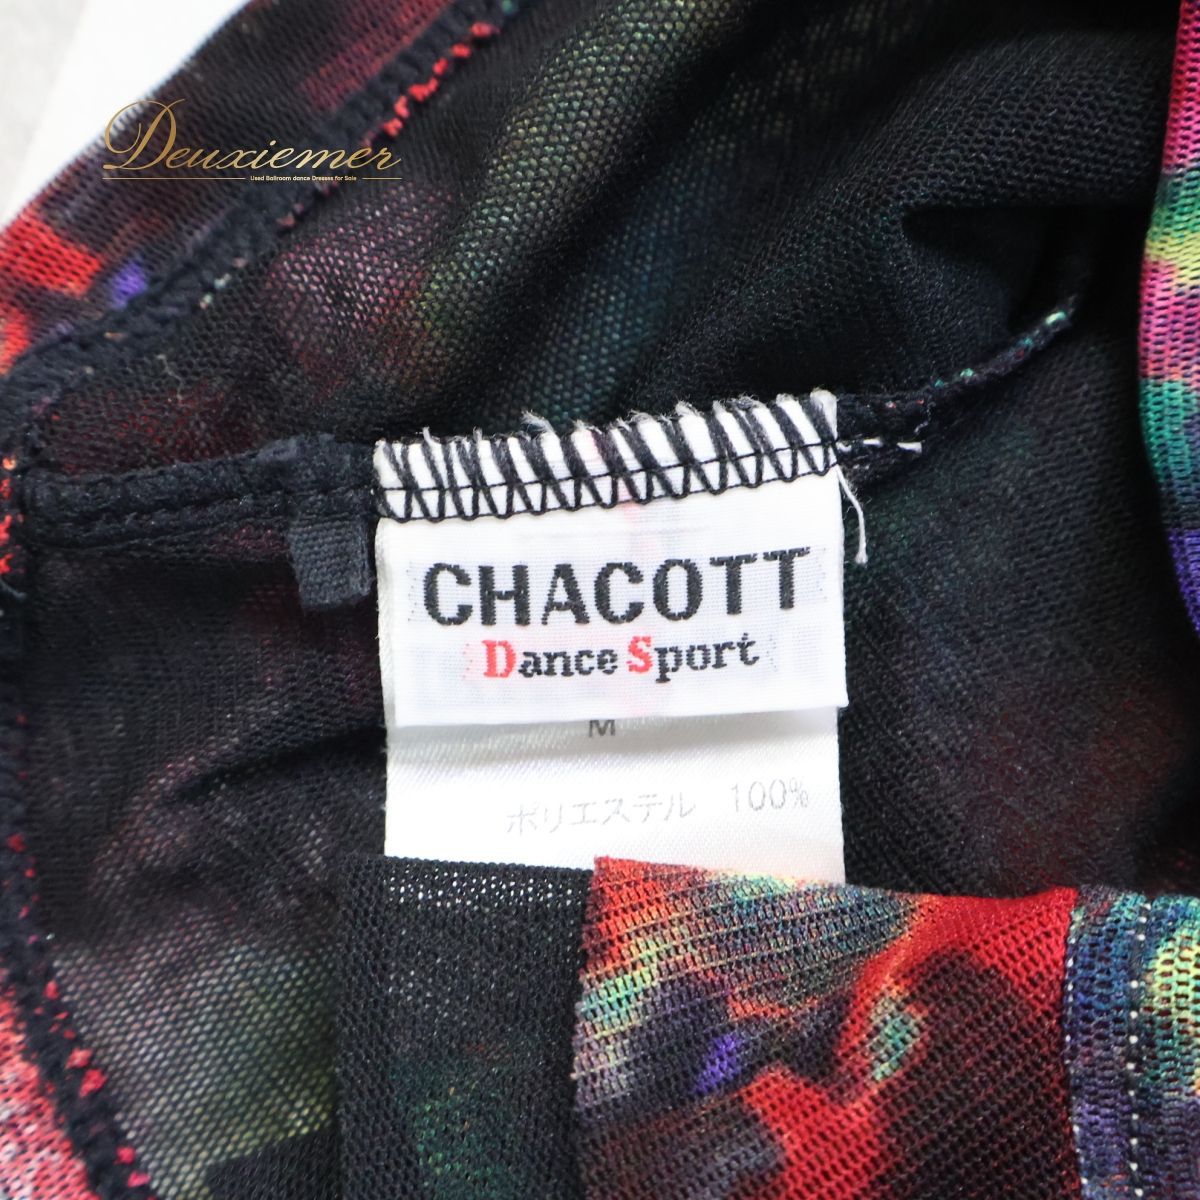 Deuxiemer
Used Ballroom dance Dresses for Sale
CHACOTT
Dance Sport
M
ポリエステル 100%